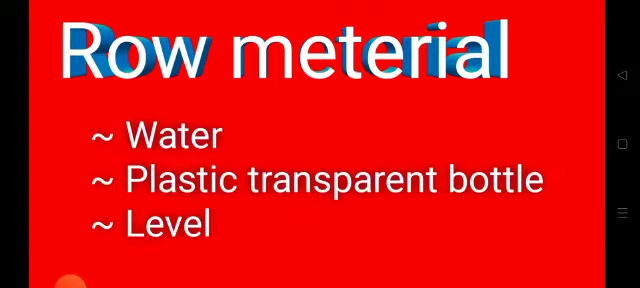 Row meterial
~ Water
~ Plastic transparent bottle
~ Level